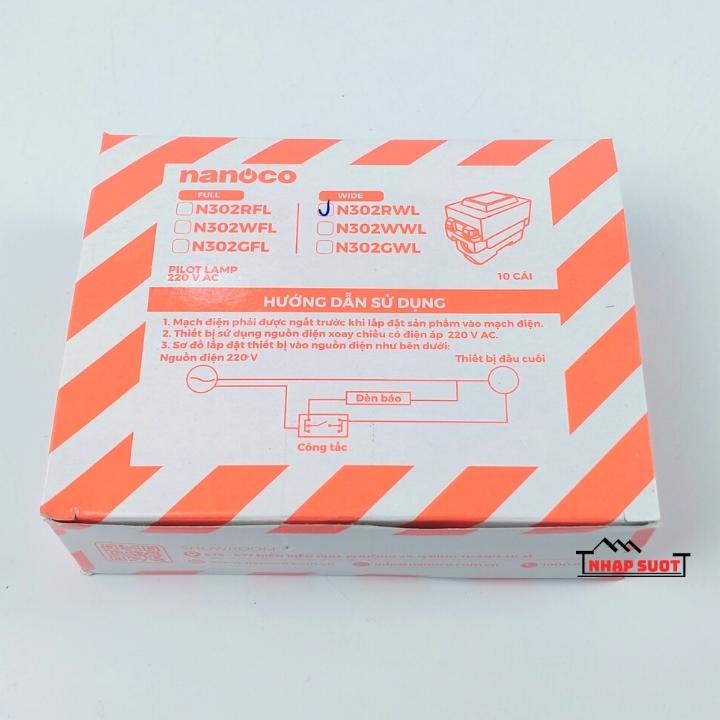 nanoco
FULL
N302RFL
N302WFL
N302GFL
WIDE
N302RWL
N302WWL
N302GWL
PILOT LAMP
220 V AC
10 CÁI
HƯỚNG DẪN SỬ DỤNG
1. Mạch điện phải được ngắt trước khi lắp đặt sản phẩm vào mạch điện.
2. Thiết bị sử dụng nguồn điện xoay chiều có điện áp 220 V AC.
3. Sơ đồ lắp đặt thiết bị vào nguồn điện như bên dưới:
Nguồn điện 220 V
Thiết bị đầu cuối
Đèn báo
Công tắc
SHOWROOM
NHAP SUOT